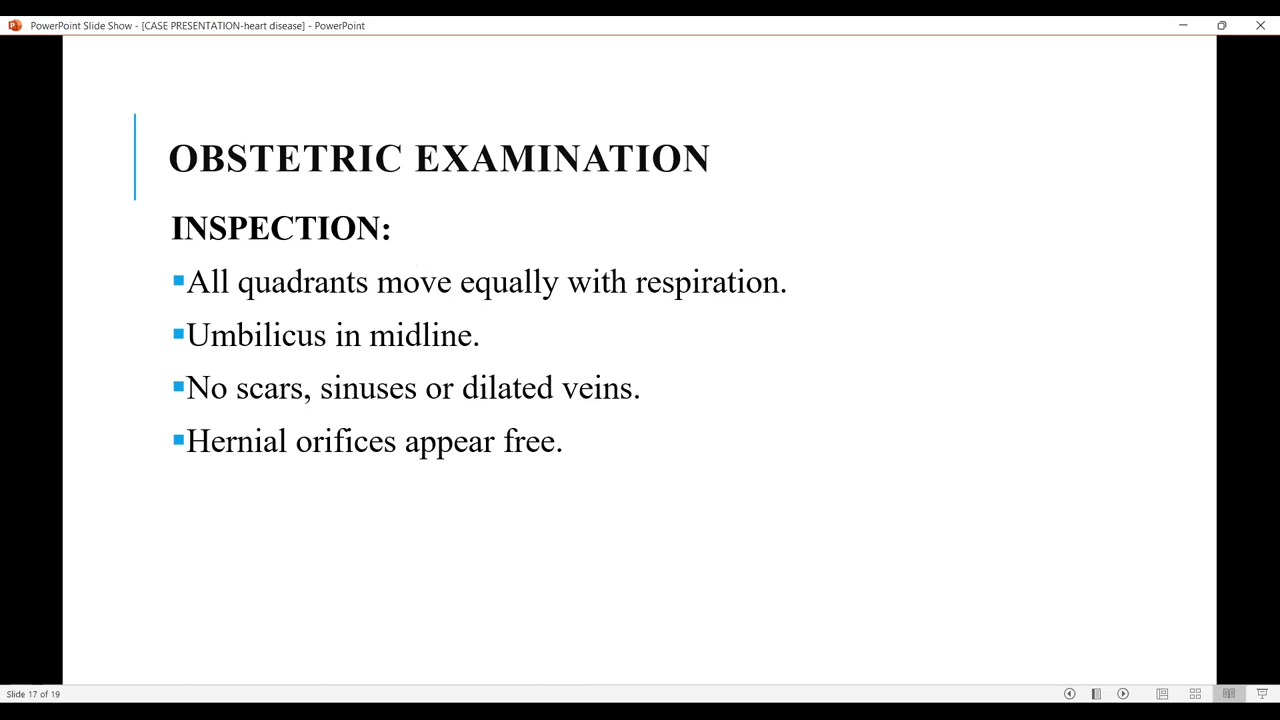 PowerPoint Slide Show - [CASE PRESENTATION-heart disease] - PowerPoint
OBSTETRIC EXAMINATION
INSPECTION:
All quadrants move equally with respiration.
Umbilicus in midline.
No scars, sinuses or dilated veins.
Hernial orifices appear free.
Slide 17 of 19